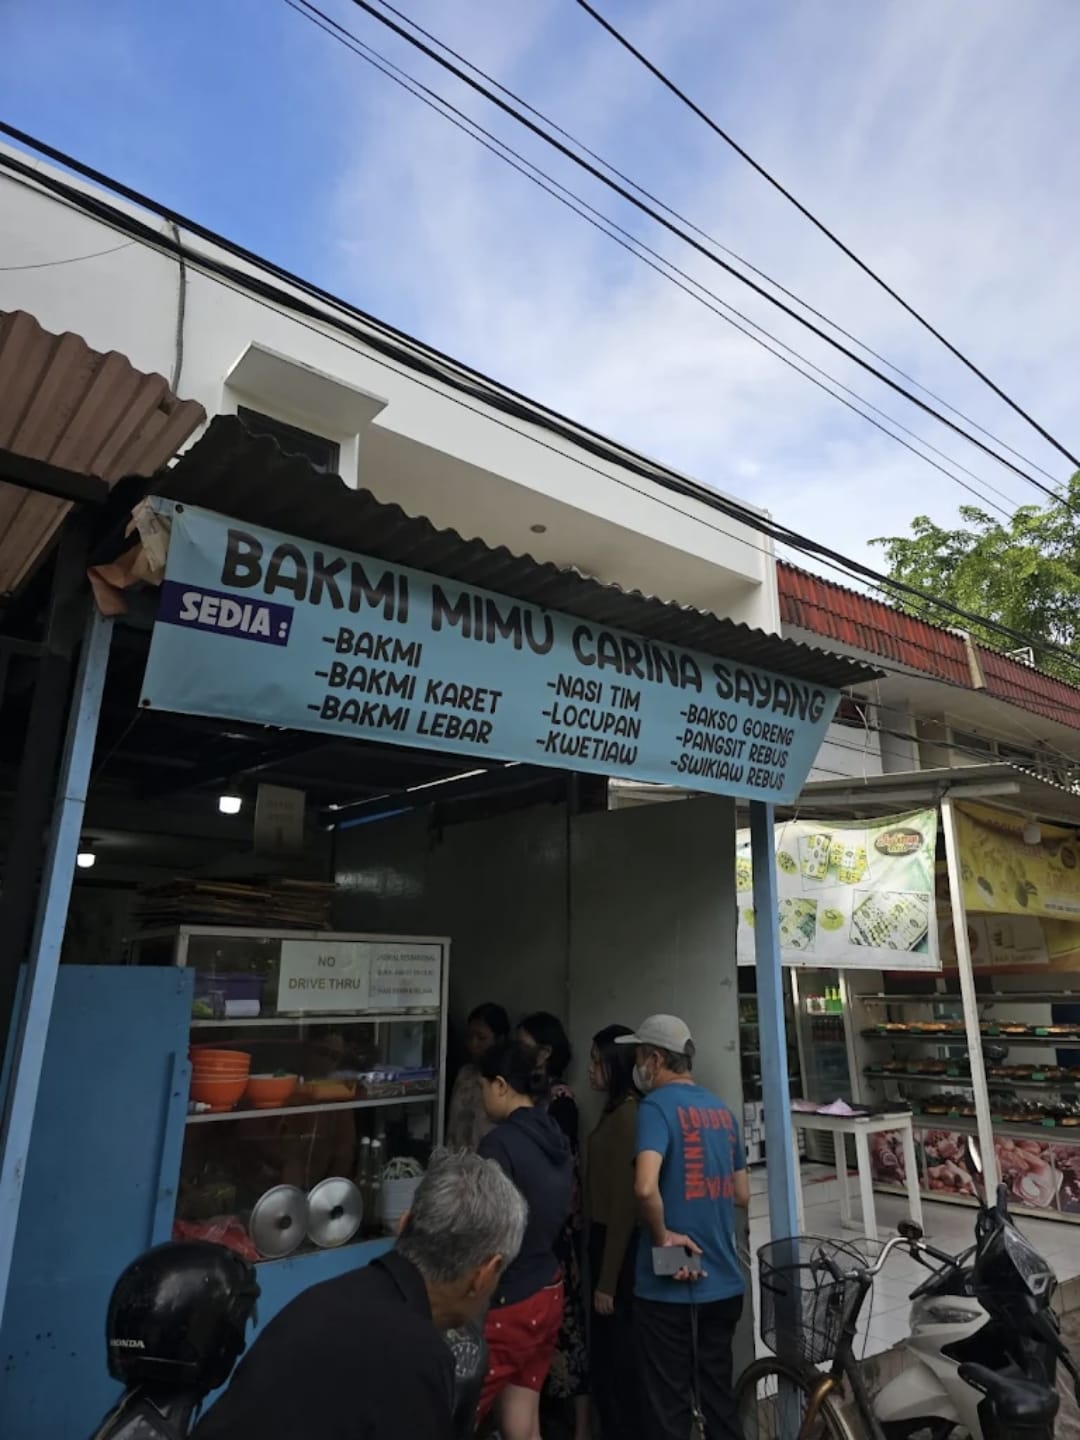 BAKMI MIMU CARINA SAYANG
SEDIA :
-BAKMI
-BAKMI KARET
-BAKMI LEBAR
-NASI TIM
-LOCUPAN
-KWETIAW
-BAKSO GORENG
-PANGSIT REBUS
-SWIKIAW REBUS
NO
DRIVE THRU
HONDA